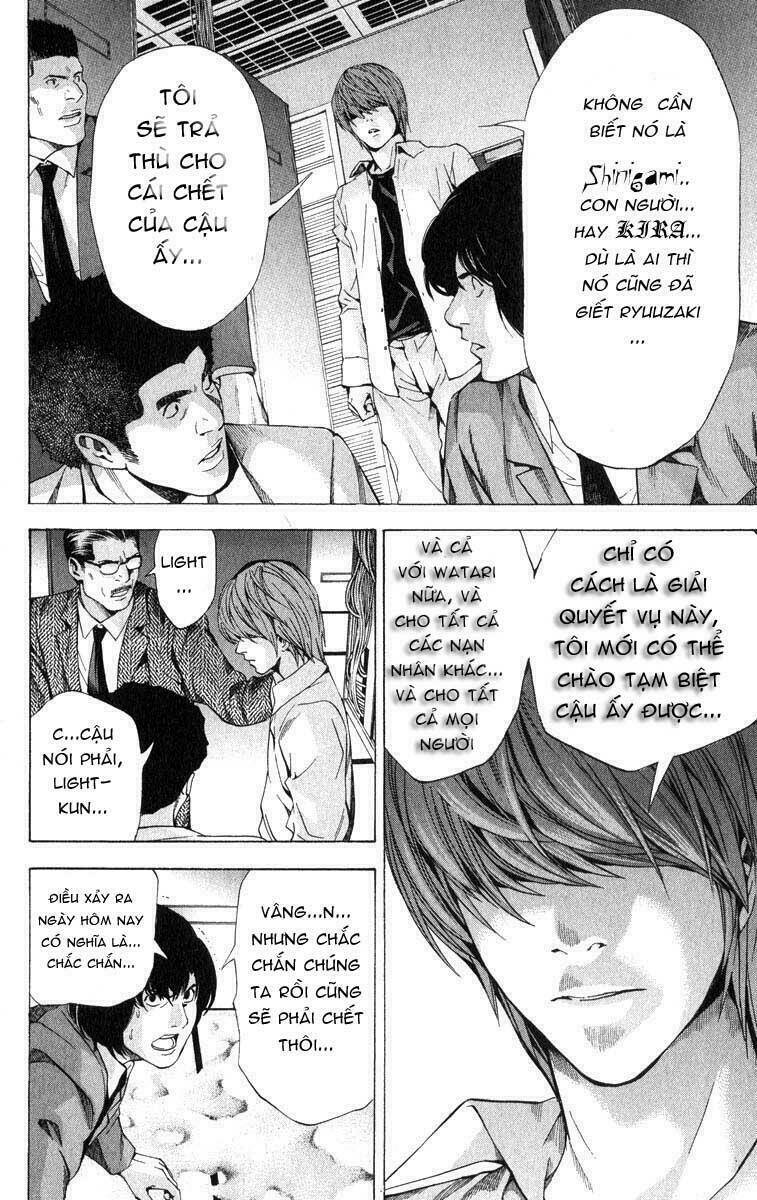 KHÔNG CẦN
BIẾT NÓ LÀ
Shinigami..
CON NGƯỜI...
HAY KIRA...
DÙ LÀ AI THÌ
NÓ CŨNG ĐÃ
GIẾT RYUUZAKI
...
TÔI
SẼ TRẢ
THÙ CHO
CÁI CHẾT
CỦA CẬU
ẤY...
CHỈ CÓ
CÁCH LÀ GIẢI
QUYẾT VỤ NÀY,
TÔI MỚI CÓ THỂ
CHÀO TẠM BIỆT
CẬU ẤY ĐƯỢC...
VÀ CẢ
VỚI WATARI
NỮA, VÀ
CHO TẤT CẢ
CÁC NẠN
NHÂN KHÁC...
VÀ CHO TẤT
CẢ MỌI
NGƯỜI
LIGHT
...
C...CẬU
NÓI PHẢI,
LIGHT-
KUN...
VÂNG...N...
NHƯNG CHẮC
CHẮN CHÚNG
TA RỒI CŨNG
SẼ PHẢI CHẾT
THÔI...
ĐIỀU XẢY RA
NGÀY HÔM NAY
CÓ NGHĨA LÀ...
CHẮC CHẮN...